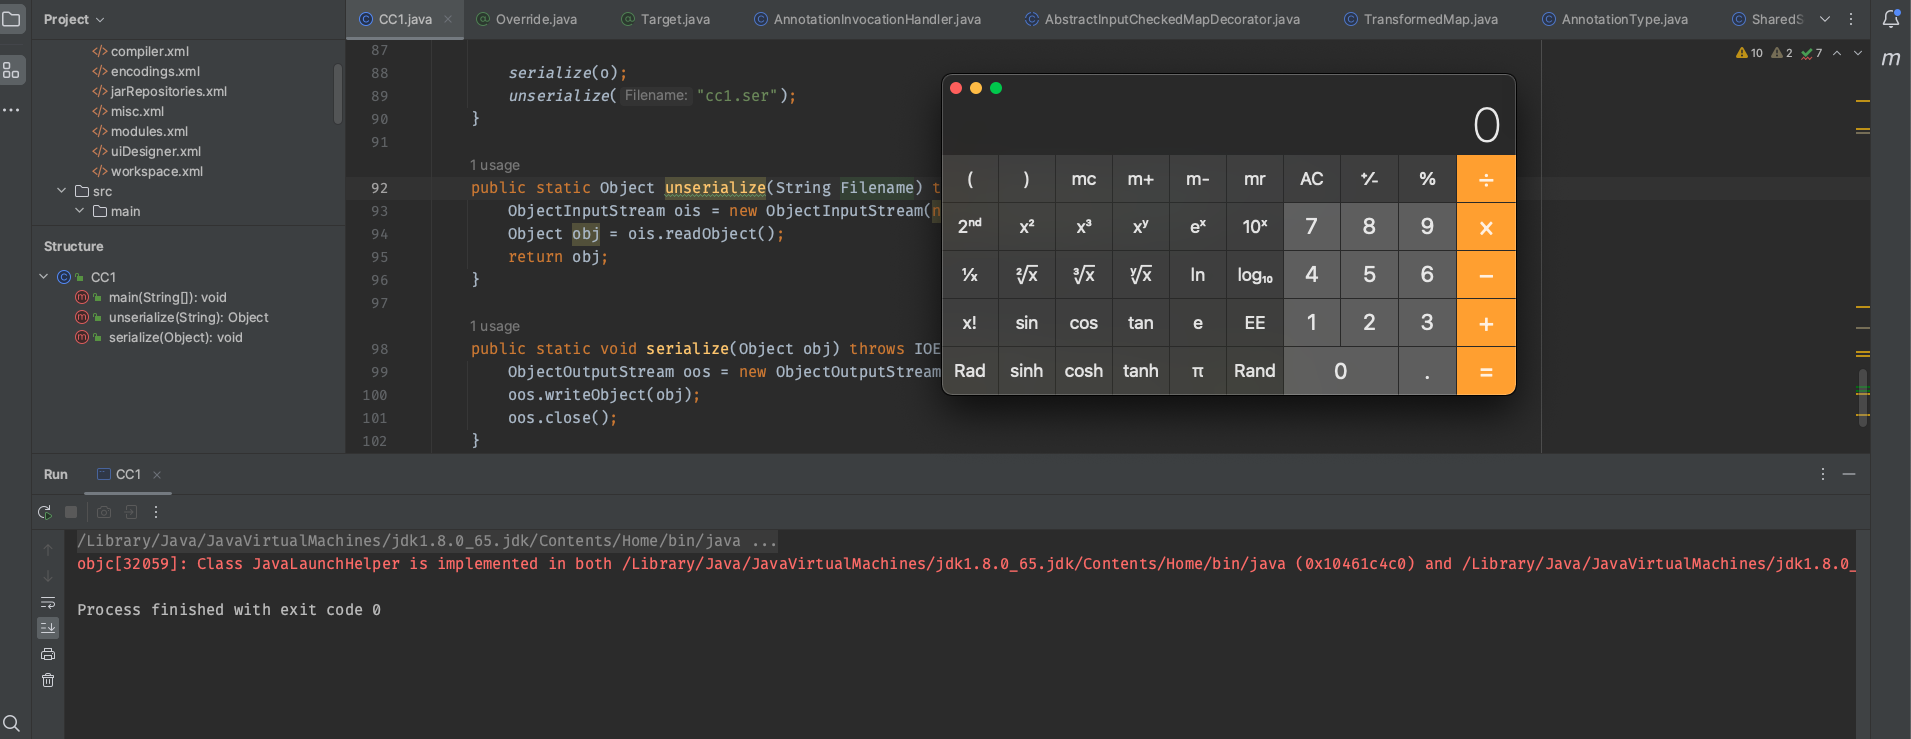 Project
CC1.java
Override.java
Target.java
AnnotationInvocationHandler.java
AbstractInputCheckedMapDecorator.java
TransformedMap.java
AnnotationType.java
SharedS
compiler.xml
encodings.xml
jarRepositories.xml
misc.xml
modules.xml
uiDesigner.xml
workspace.xml
src
main
Structure
CC1
main(String[]): void
unserialize(String): Object
serialize(Object): void
10 2 7
87
88 serialize(o);
89 unserialize( Filename: "cc1.ser");
90 }
91
1 usage
92 public static Object unserialize(String Filename) t
93 ObjectInputStream ois = new ObjectInputStream(n
94 Object obj = ois.readObject();
95 return obj;
96 }
97
1 usage
98 public static void serialize(Object obj) throws IOE
99 ObjectOutputStream oos = new ObjectOutputStream
100 oos.writeObject(obj);
101 oos.close();
102 }
0
( ) mc m+ m- mr AC ⁺⁄₋ % ÷
2ⁿᵈ x² x³ xʸ eˣ 10ˣ 7 8 9 ×
¹⁄x ²√x ³√x ʸ√x ln log₁₀ 4 5 6 −
x! sin cos tan e EE 1 2 3 +
Rad sinh cosh tanh π Rand 0 . =
m
Run CC1
/Library/Java/JavaVirtualMachines/jdk1.8.0_65.jdk/Contents/Home/bin/java ...
objc[32059]: Class JavaLaunchHelper is implemented in both /Library/Java/JavaVirtualMachines/jdk1.8.0_65.jdk/Contents/Home/bin/java (0x10461c4c0) and /Library/Java/JavaVirtualMachines/jdk1.8.0_
Process finished with exit code 0